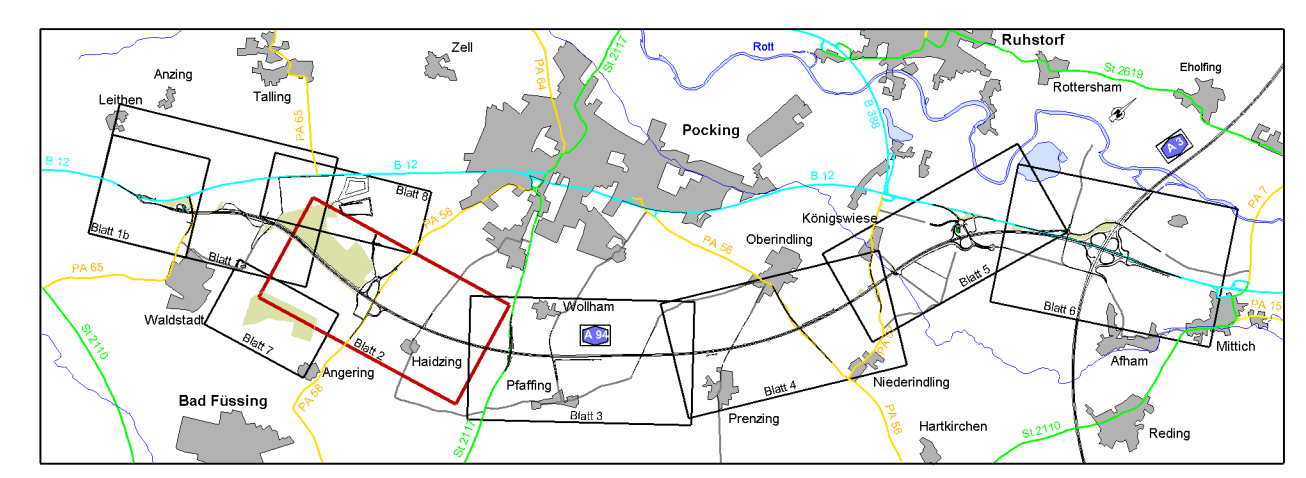 Ruhstorf
Zell
St 2117
Rott
Anzing
Talling
PA 64
St 2619
Eholfing
Rottersham
Leithen
PA 65
B 388
Pocking
N
A 3
B 12
B 12
B 12
Blatt 8
PA 58
PA 7
Königswiese
PA 56
Oberindling
Blatt 1b
Blatt 1a
PA 65
Blatt 5
Waldstadt
Wollham
Blatt 6
PA 15
St 2110
Blatt 7
Blatt 2
A 94
Haidzing
Mittich
Afham
Angering
Pfaffing
Blatt 4
Niederindling
PA 58
Bad Füssing
Blatt 3
Prenzing
PA 56
Hartkirchen
St 2110
Reding
St 2117